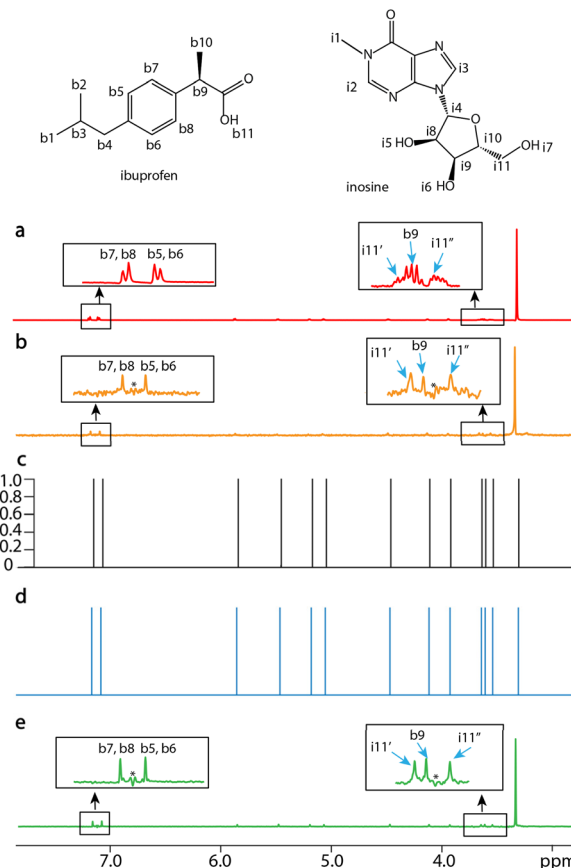 b10
b7
b2
b5
b9
O
OH
b11
b3
b8
b1
b4
b6
ibuprofen
O
i1
N
N
i3
i2
N
N
i4
O
i8
i10
i5 HO
OH i7
i9
i11
i6 HO
inosine
a
b7, b8 b5, b6
b9
i11′ i11″
b
b7, b8 b5, b6
*
b9
i11′ i11″
*
c
1.0
0.8
0.6
0.4
0.2
0
d
e
b7, b8 b5, b6
*
b9
i11′ i11″
*
7.0 6.0 5.0 4.0 ppm